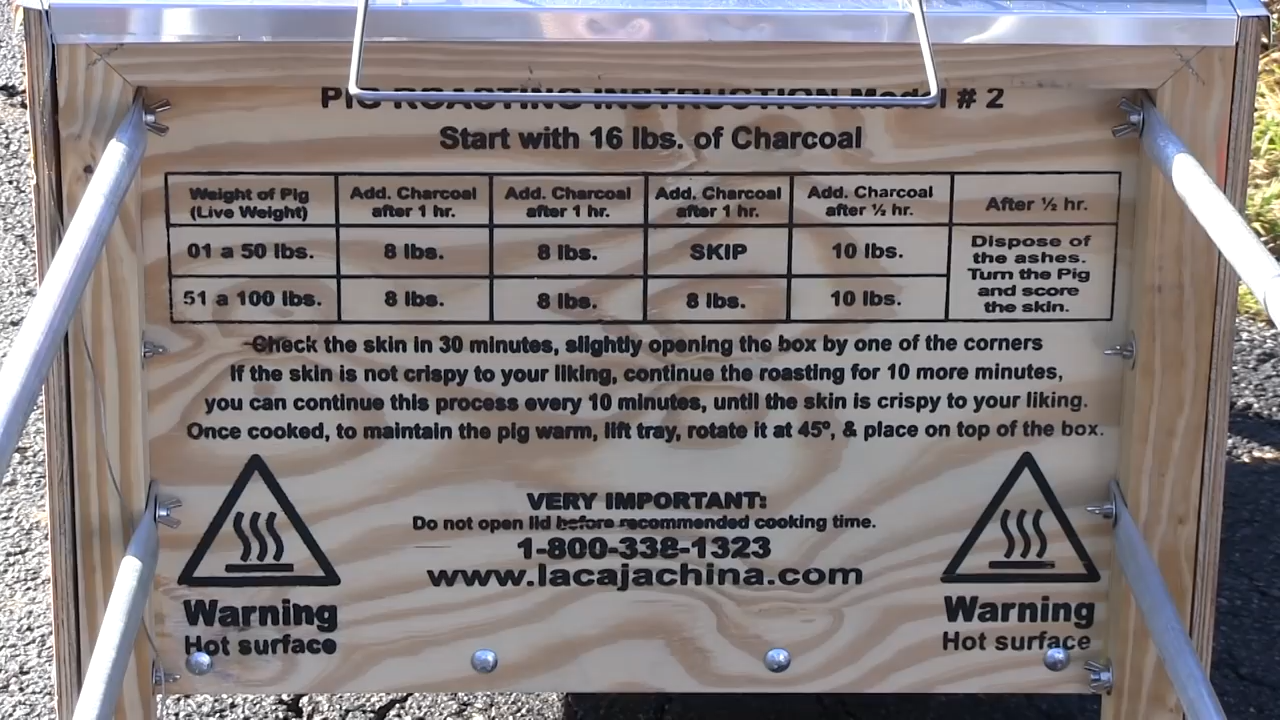 PIG ROASTING INSTRUCTION Model # 2
Start with 16 lbs. of Charcoal
Weight of Pig (Live Weight) Add. Charcoal after 1 hr. Add. Charcoal after 1 hr. Add. Charcoal after 1 hr. Add. Charcoal after ½ hr. After ½ hr.
01 a 50 lbs. 8 lbs. 8 lbs. SKIP 10 lbs.
51 a 100 lbs. 8 lbs. 8 lbs. 8 lbs. 10 lbs.
Dispose of
the ashes.
Turn the Pig
and score
the skin.
Check the skin in 30 minutes, slightly opening the box by one of the corners
If the skin is not crispy to your liking, continue the roasting for 10 more minutes,
you can continue this process every 10 minutes, until the skin is crispy to your liking.
Once cooked, to maintain the pig warm, lift tray, rotate it at 45º, & place on top of the box.
VERY IMPORTANT:
Do not open lid before recommended cooking time.
1-800-338-1323
www.lacajachina.com
Warning
Hot surface
Warning
Hot surface